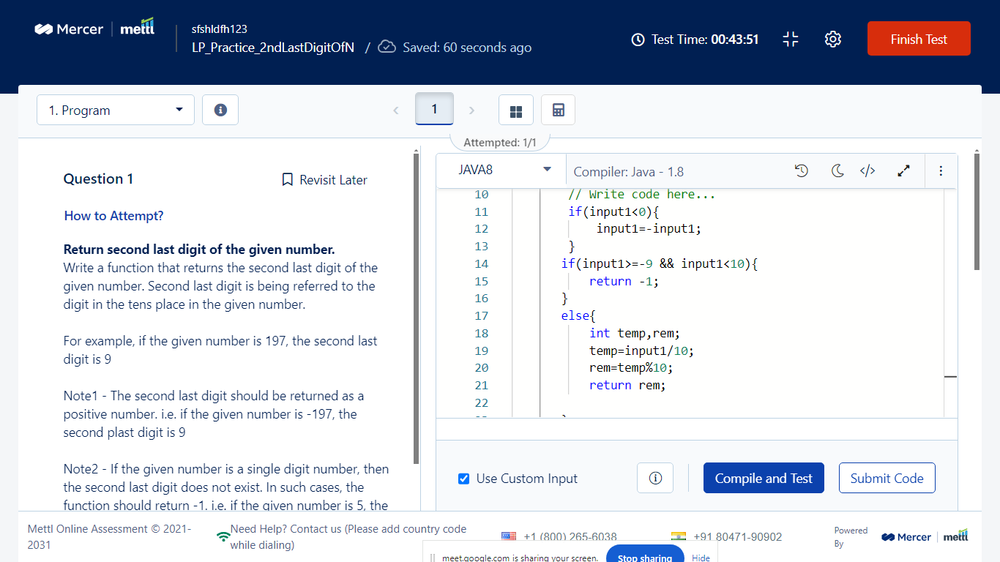 Mercer mettl
sfshldfh123
LP_Practice_2ndLastDigitOfN / Saved: 60 seconds ago
Test Time: 00:43:51
Finish Test
1. Program
1
Attempted: 1/1
Question 1
Revisit Later
How to Attempt?
Return second last digit of the given number.
Write a function that returns the second last digit of the
given number. Second last digit is being referred to the
digit in the tens place in the given number.
For example, if the given number is 197, the second last
digit is 9
Note1 - The second last digit should be returned as a
positive number. i.e. if the given number is -197, the
second plast digit is 9
Note2 - If the given number is a single digit number, then
the second last digit does not exist. In such cases, the
function should return -1. i.e. if the given number is 5, the
JAVA8
Compiler: Java - 1.8
10 // Write code here...
11 if(input1<0){
12 input1=-input1;
13 }
14 if(input1>=-9 && input1<10){
15 return -1;
16 }
17 else{
18 int temp,rem;
19 temp=input1/10;
20 rem=temp%10;
21 return rem;
22
Use Custom Input
Compile and Test
Submit Code
Mettl Online Assessment © 2021-
2031
Need Help? Contact us (Please add country code
while dialing)
+1 (800) 265-6038
+91 80471-90902
Powered
By
Mercer mettl
meet.google.com is sharing your screen.
Stop sharing
Hide